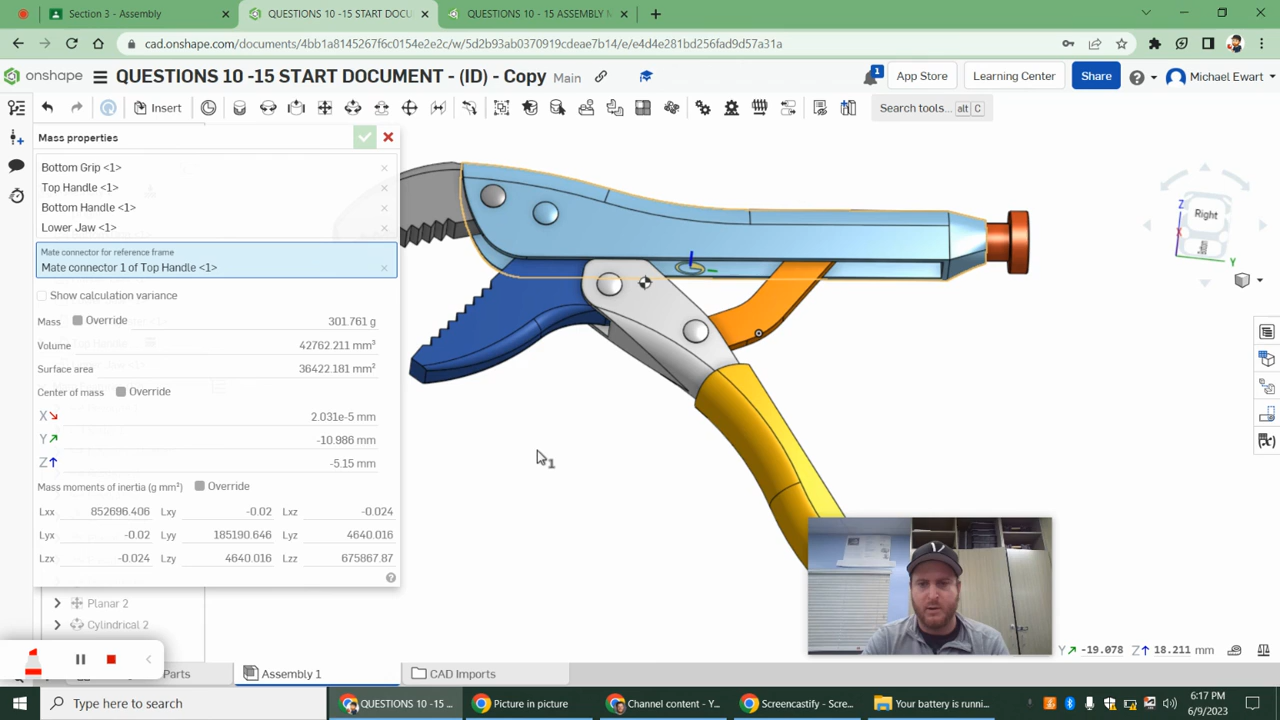 Section 3 - Assembly
QUESTIONS 10 -15 START DOCUM
QUESTIONS 10 -15 ASSEMBLY M
cad.onshape.com/documents/4bb1a8145267f6c0154e2e2c/w/5d2b93ab0370919cdeae7b14/e/e4d4e281bd256fad9d57a31a
onshape
QUESTIONS 10 -15 START DOCUMENT - (ID) - Copy
Main
1
App Store
Learning Center
Share
Michael Ewart
Insert
Search tools...
alt
C
Mass properties
Bottom Grip <1>
Top Handle <1>
Bottom Handle <1>
Lower Jaw <1>
Mate connector for reference frame
Mate connector 1 of Top Handle <1>
Show calculation variance
Mass Override 301.761 g
Volume 42762.211 mm³
Surface area 36422.181 mm²
Center of mass Override
X 2.031e-5 mm
Y -10.986 mm
Z -5.15 mm
Mass moments of inertia (g mm²) Override
Lxx 852696.406 Lxy -0.02 Lxz -0.024
Lyx -0.02 Lyy 185190.646 Lyz 4640.016
Lzx -0.024 Lzy 4640.016 Lzz 675867.87
Planar 2
Cylindrical 2
Z
X
Y
Right
1
Y -19.078 Z 18.211 mm
Parts
Assembly 1
CAD Imports
Type here to search
QUESTIONS 10 -15 ...
Picture in picture
Channel content - Y...
Screencastify - Scre...
Your battery is runni...
6:17 PM
6/9/2023